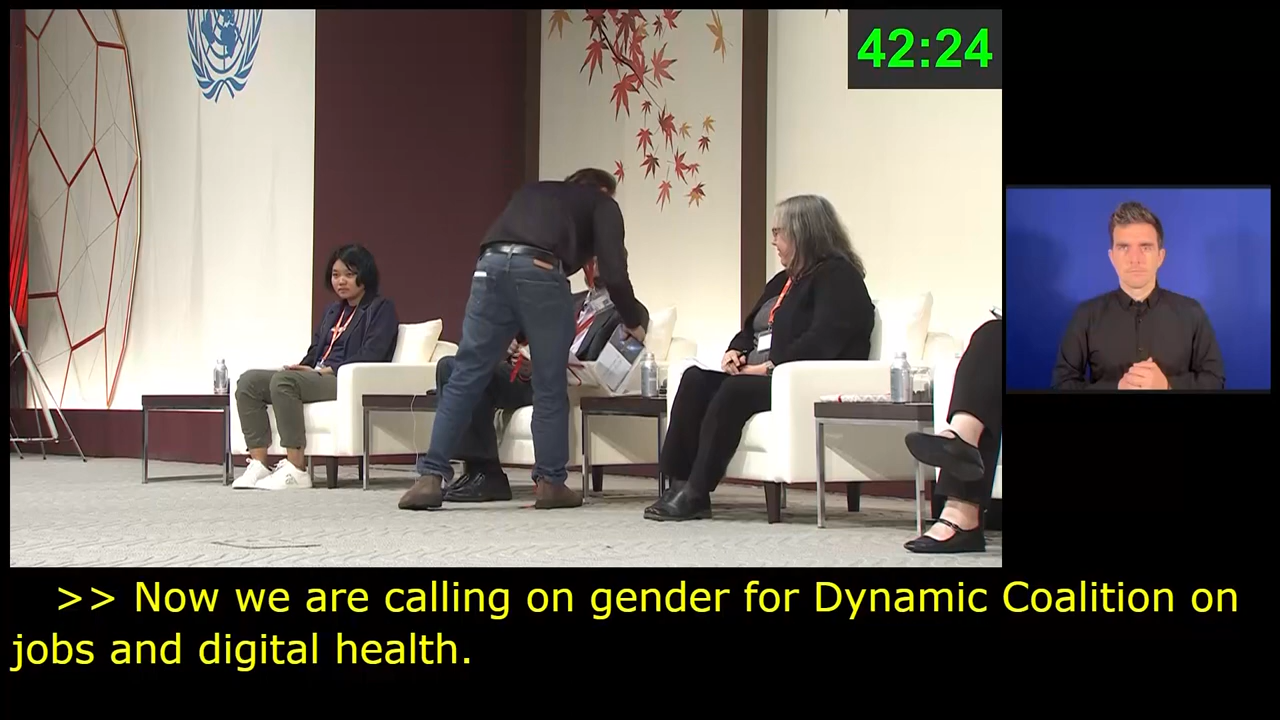 42:24
>> Now we are calling on gender for Dynamic Coalition on
jobs and digital health.